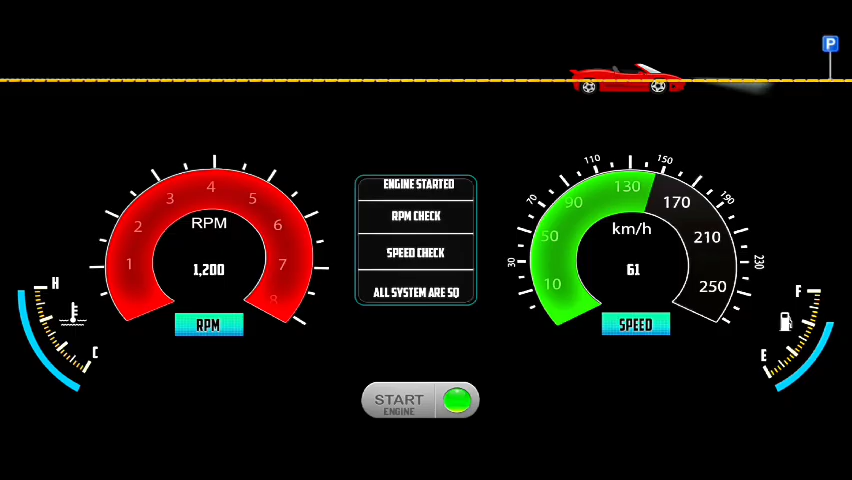 P
ENGINE STARTED
RPM CHECK
SPEED CHECK
ALL SYSTEM ARE SQ
1
2
3
4
5
6
7
8
RPM
1,200
RPM
10
30
50
70
90
110
130
150
170
190
210
230
250
km/h
61
SPEED
H
C
F
E
START
ENGINE